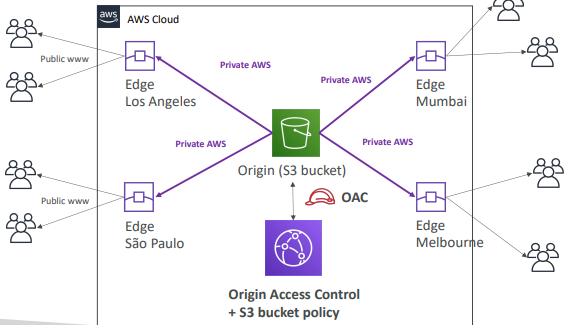 aws
AWS Cloud
Public www
Private AWS
Private AWS
Edge
Los Angeles
Edge
Mumbai
Private AWS
Private AWS
Origin (S3 bucket)
OAC
Public www
Edge
São Paulo
Edge
Melbourne
Origin Access Control
+ S3 bucket policy